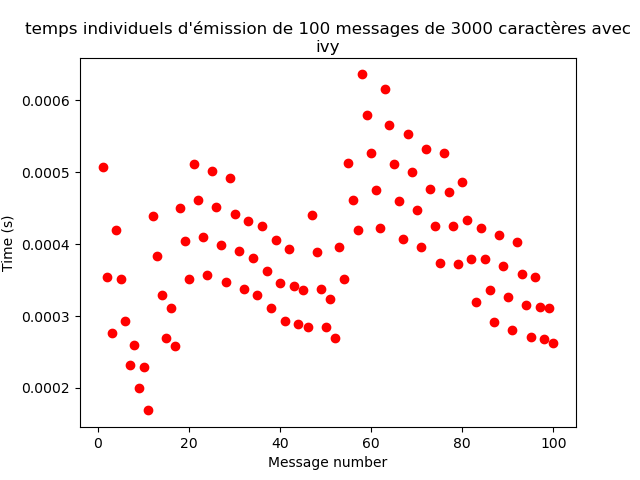 temps individuels d'émission de 100 messages de 3000 caractères avec
ivy
0.0006
0.0005
0.0004
0.0003
0.0002
Time (s)
0 20 40 60 80 100
Message number